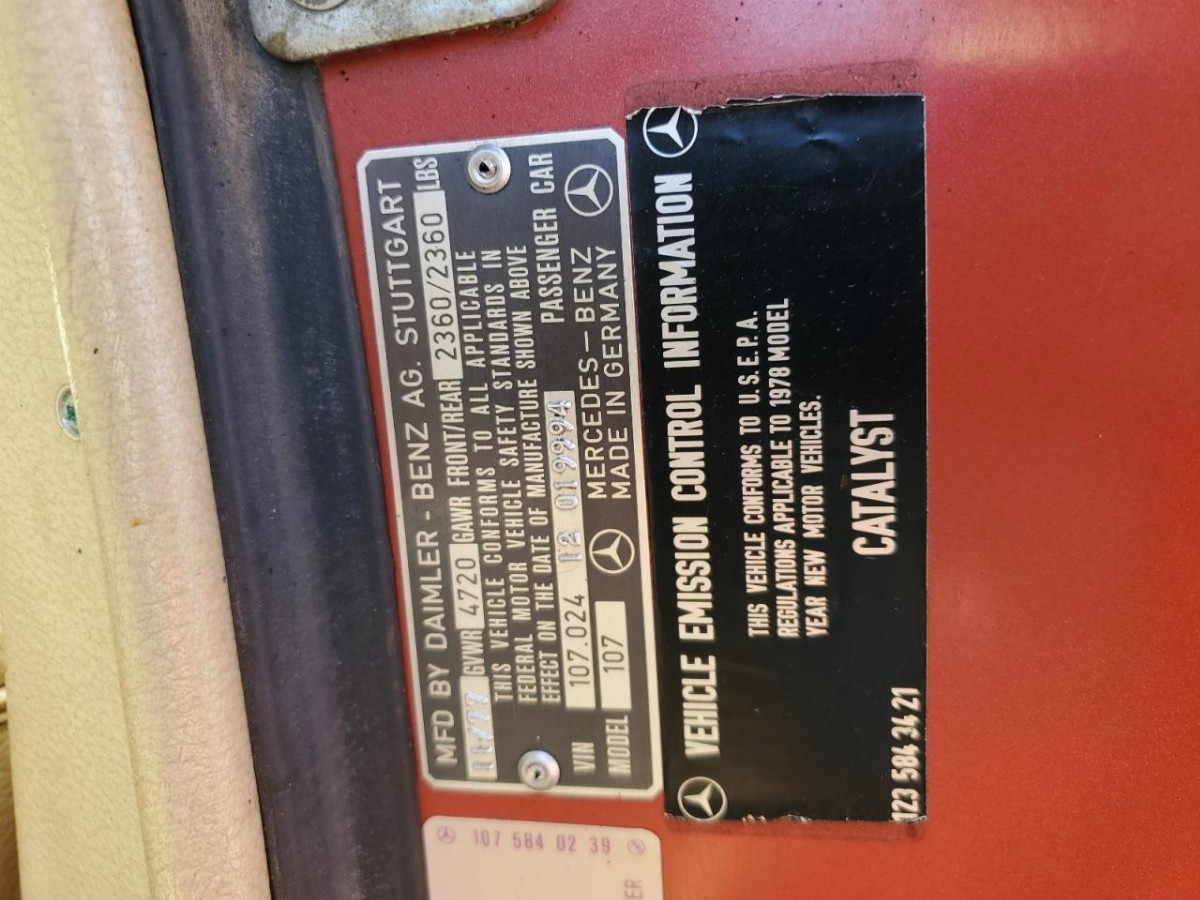 MFD BY DAIMLER - BENZ AG. STUTTGART
11/77 GVWR 4720 GAWR FRONT/REAR 2360/2360 LBS
THIS VEHICLE CONFORMS TO ALL APPLICABLE
FEDERAL MOTOR VEHICLE SAFETY STANDARDS IN
EFFECT ON THE DATE OF MANUFACTURE SHOWN ABOVE
PASSENGER CAR
VIN 107.024 12 019994
MODEL 107
MERCEDES-BENZ
MADE IN GERMANY
VEHICLE EMISSION CONTROL INFORMATION
THIS VEHICLE CONFORMS TO U.S.E.P.A.
REGULATIONS APPLICABLE TO 1978 MODEL
YEAR NEW MOTOR VEHICLES.
CATALYST
123 584 34 21
107 584 02 39